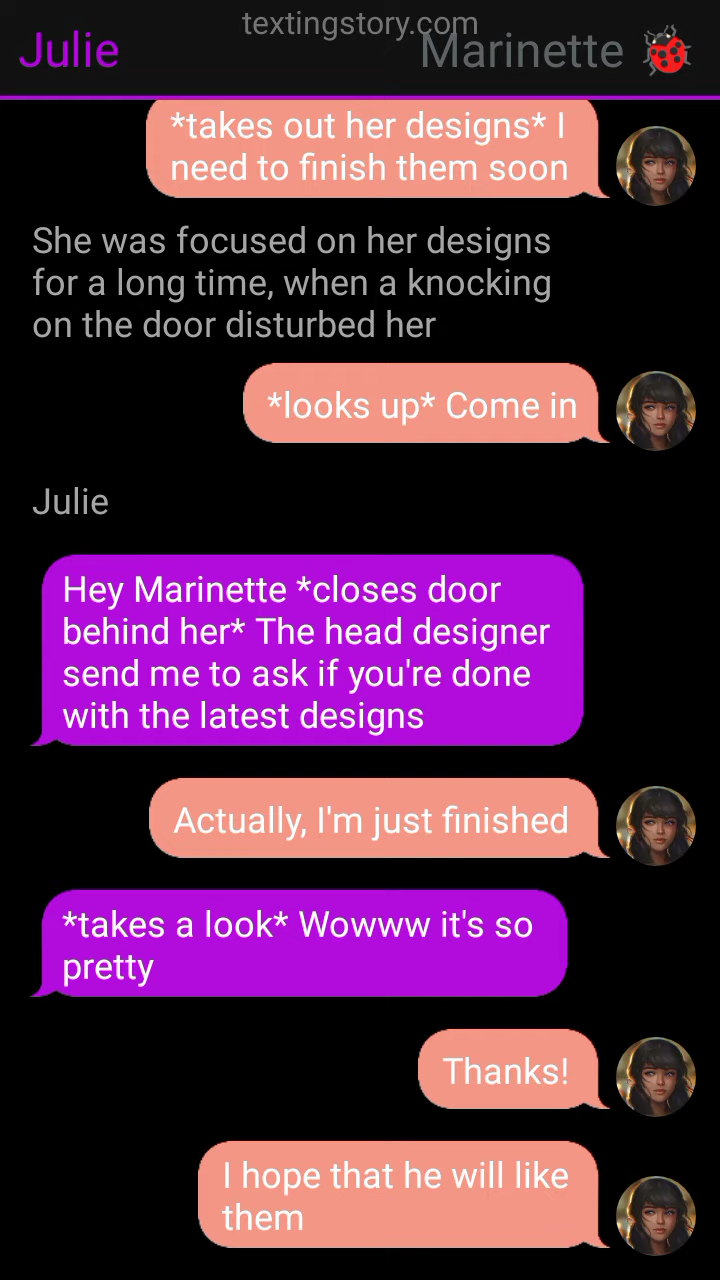 textingstory.com
Julie
Marinette 🐞
*takes out her designs* I
need to finish them soon
She was focused on her designs
for a long time, when a knocking
on the door disturbed her
*looks up* Come in
Julie
Hey Marinette *closes door
behind her* The head designer
send me to ask if you're done
with the latest designs
Actually, I'm just finished
*takes a look* Wowww it's so
pretty
Thanks!
I hope that he will like
them